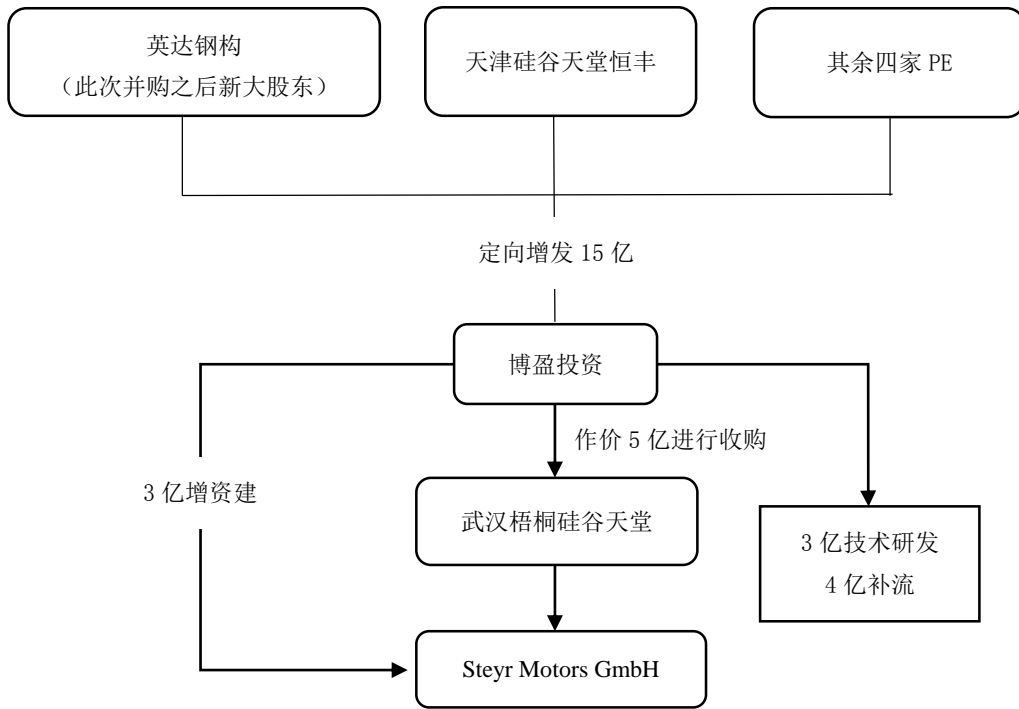 英达钢构
（此次并购之后新大股东）
天津硅谷天堂恒丰
其余四家 PE
定向增发 15 亿
博盈投资
作价 5 亿进行收购
3 亿增资建
武汉梧桐硅谷天堂
3 亿技术研发
4 亿补流
Steyr Motors GmbH